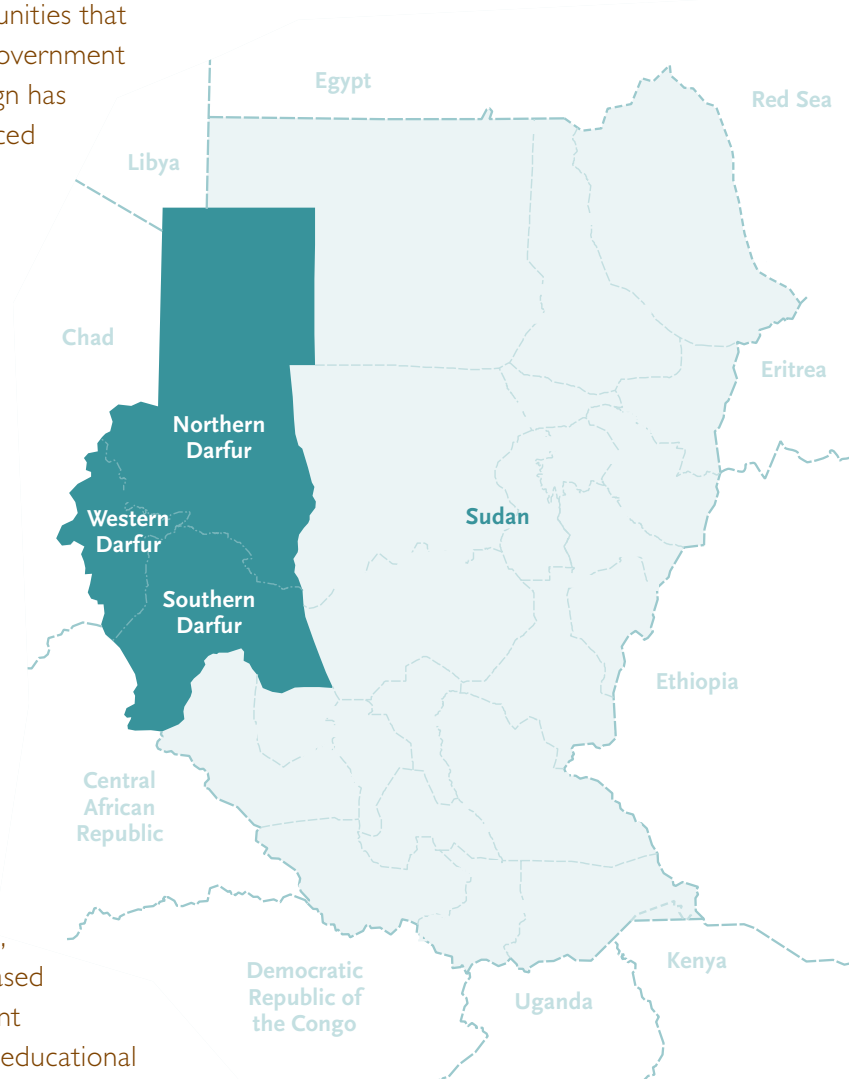 unities that
overnment
gn has
ced
Egypt
Red Sea
Libya
Chad
Eritrea
Northern
Darfur
Western
Darfur
Sudan
Southern
Darfur
Ethiopia
Central
African
Republic
,
ased
nt
educational
Democratic
Republic of
the Congo
Kenya
Uganda